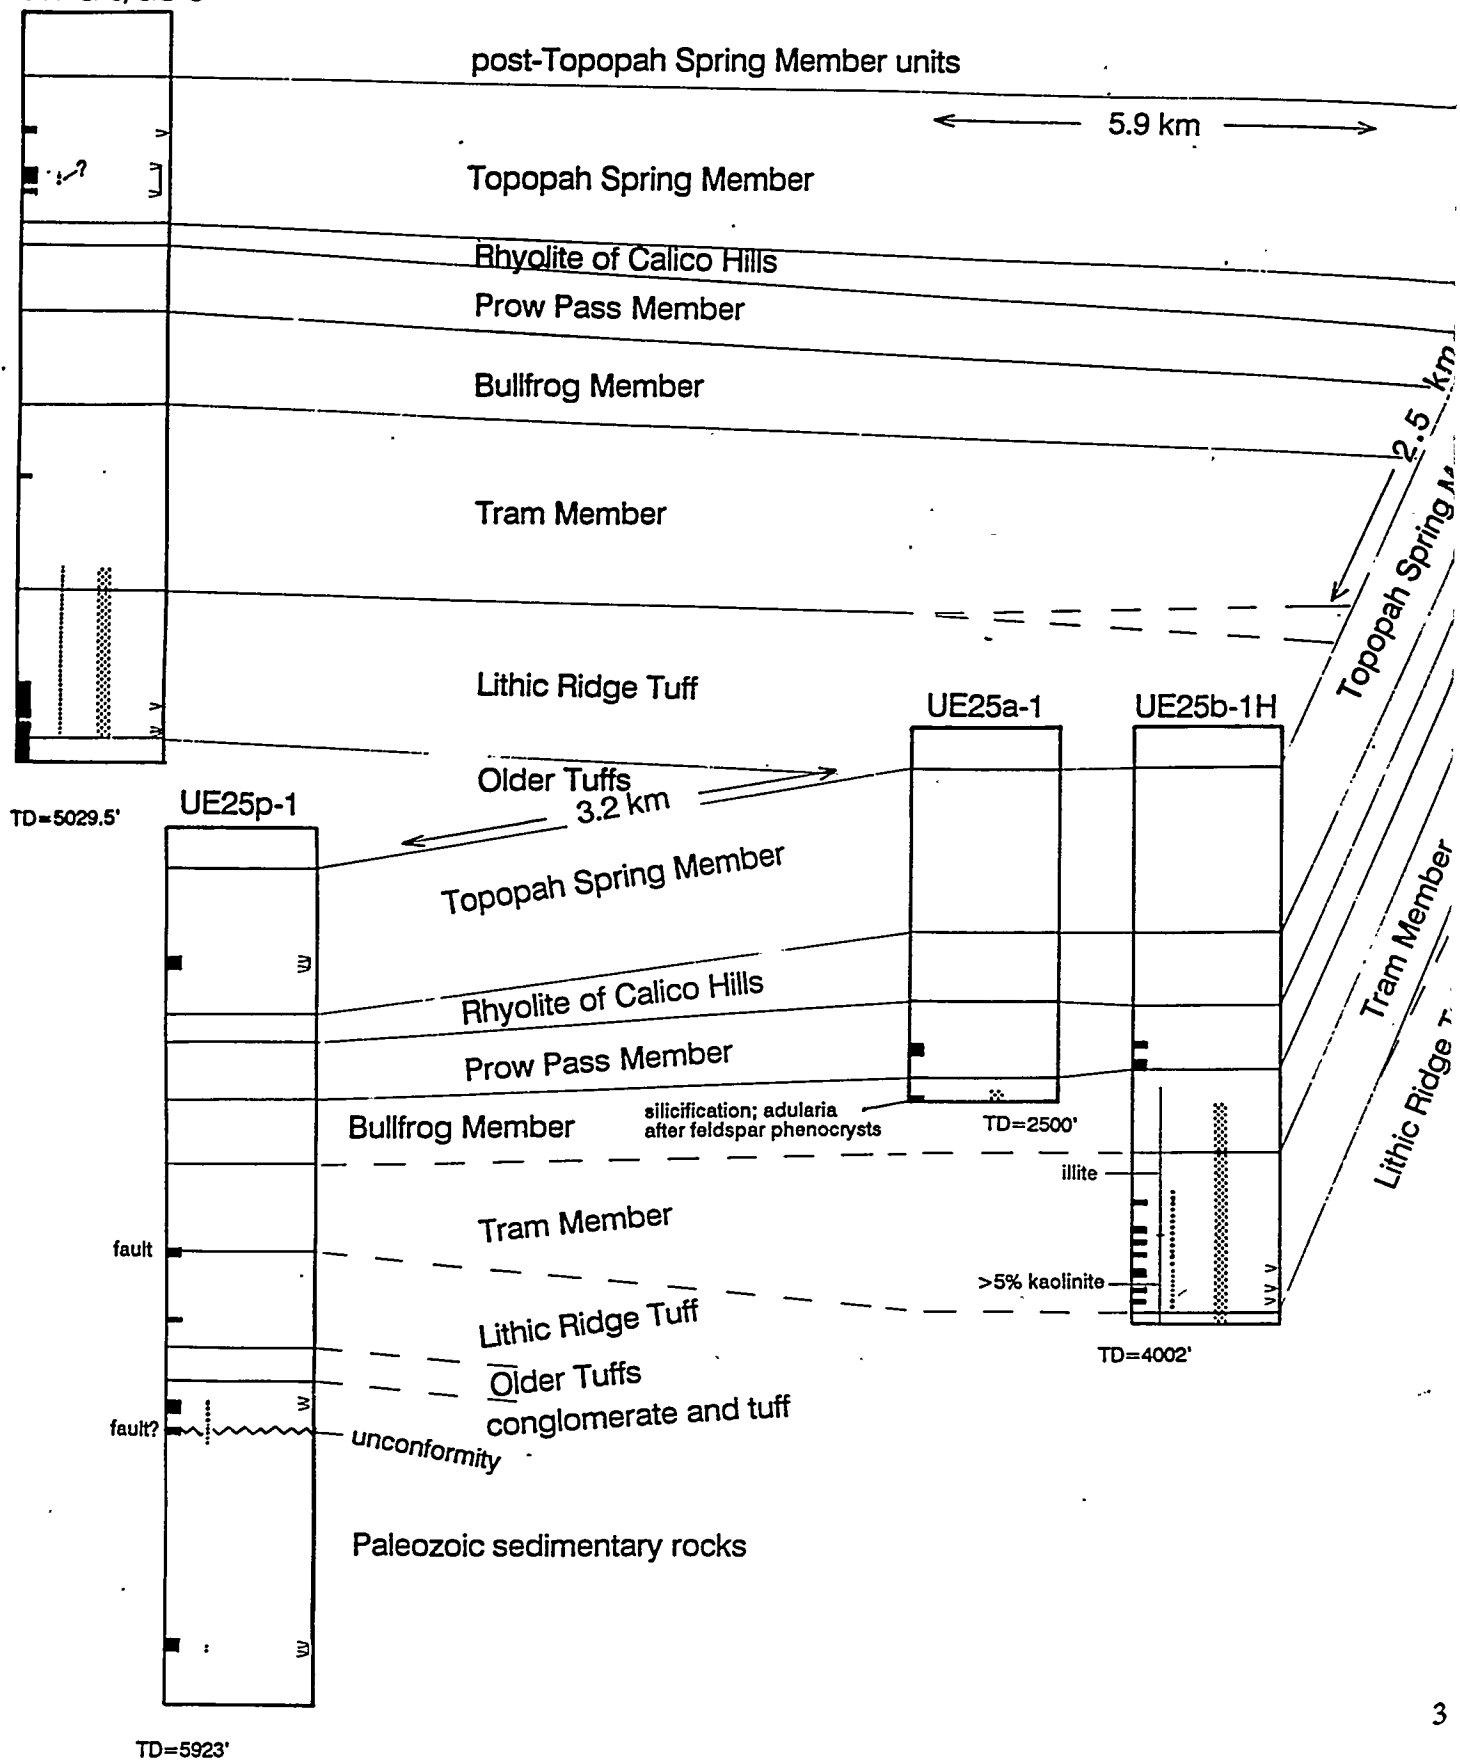 post-Topopah Spring Member units
5.9 km
?
Topopah Spring Member
Rhyolite of Calico Hills
Prow Pass Member
Bullfrog Member
2.5 km
Tram Member
Topopah Spring
Lithic Ridge Tuff
UE25a-1
UE25b-1H
Older Tuffs
3.2 km
TD=5029.5'
UE25p-1
Topopah Spring Member
Tram Member
Rhyolite of Calico Hills
Prow Pass Member
Lithic Ridge
silicification; adularia
after feldspar phenocrysts
TD=2500'
Bullfrog Member
illite
Tram Member
fault
>5% kaolinite
Lithic Ridge Tuff
TD=4002'
Older Tuffs
conglomerate and tuff
fault?
unconformity
Paleozoic sedimentary rocks
3
TD=5923'